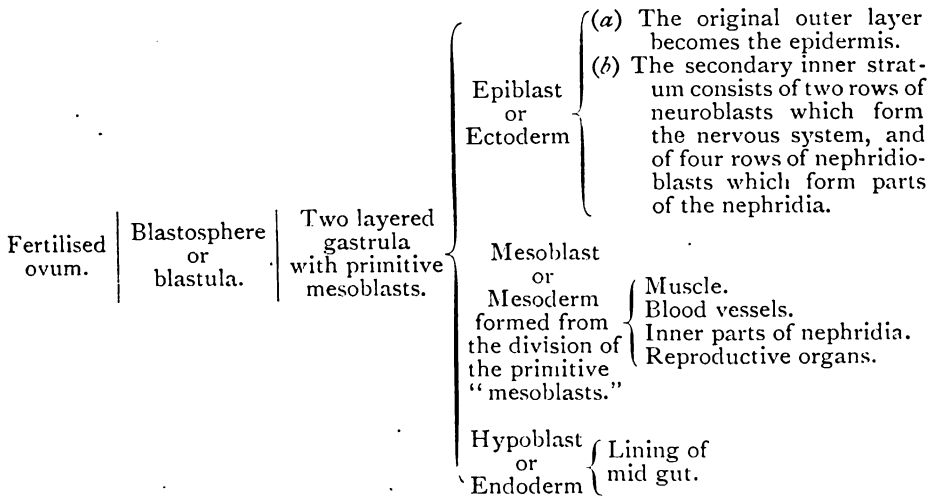 Fertilised
ovum.
Blastosphere
or
blastula.
Two layered
gastrula
with primitive
mesoblasts.
Epiblast
or
Ectoderm
(a) The original outer layer
becomes the epidermis.
(b) The secondary inner strat-
um consists of two rows of
neuroblasts which form
the nervous system, and
of four rows of nephridio-
blasts which form parts
of the nephridia.
Mesoblast
or
Mesoderm
formed from
the division of
the primitive
“mesoblasts.”
Muscle.
Blood vessels.
Inner parts of nephridia.
Reproductive organs.
Hypoblast
or
Endoderm
Lining of
mid gut.